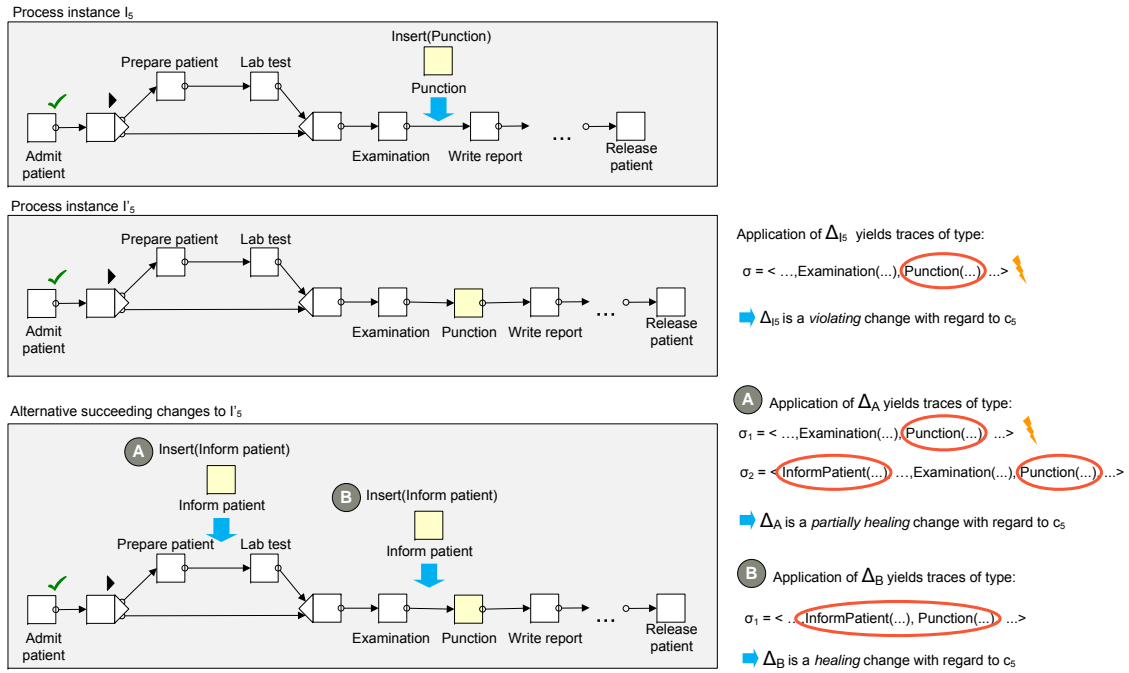 Process instance I5
Insert(Punction)
Prepare patient
Lab test
Punction
Admit
patient
Examination
Write report
...
Release
patient
Process instance I'5
Prepare patient
Lab test
Admit
patient
Examination
Punction
Write report
...
Release
patient
Application of ΔI5 yields traces of type:
σ = < ...,Examination(...), Punction(...) ...>
ΔI5 is a violating change with regard to c5
Alternative succeeding changes to I'5
A Insert(Inform patient)
Inform patient
B Insert(Inform patient)
Inform patient
Prepare patient
Lab test
Admit
patient
Examination
Punction
Write report
...
Release
patient
A Application of ΔA yields traces of type:
σ1 = < ...,Examination(...), Punction(...) ...>
σ2 = < InformPatient(...) ...,Examination(...), Punction(...), ...>
ΔA is a partially healing change with regard to c5
B Application of ΔB yields traces of type:
σ1 = < ...,InformPatient(...), Punction(...) ...>
ΔB is a healing change with regard to c5